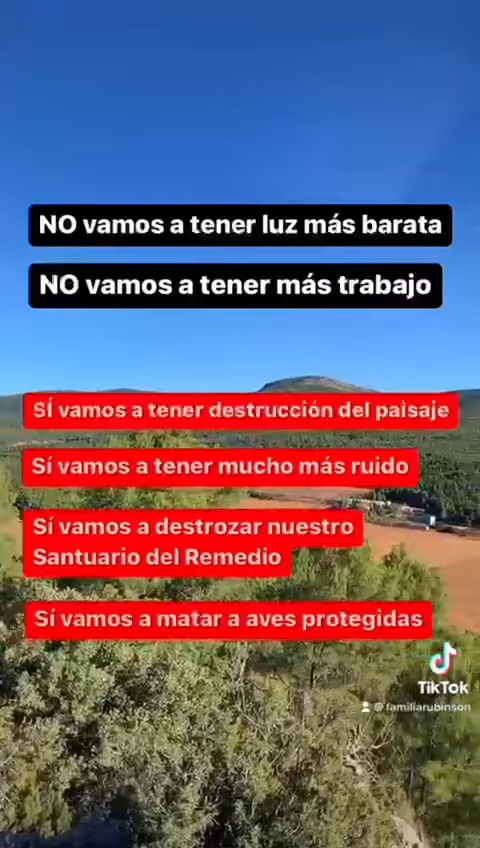 NO vamos a tener luz más barata
NO vamos a tener más trabajo
SÍ vamos a tener destrucción del paisaje
Sí vamos a tener mucho más ruido
Sí vamos a destrozar nuestro
Santuario del Remedio
Sí vamos a matar a aves protegidas
TikTok
@familiarubinson